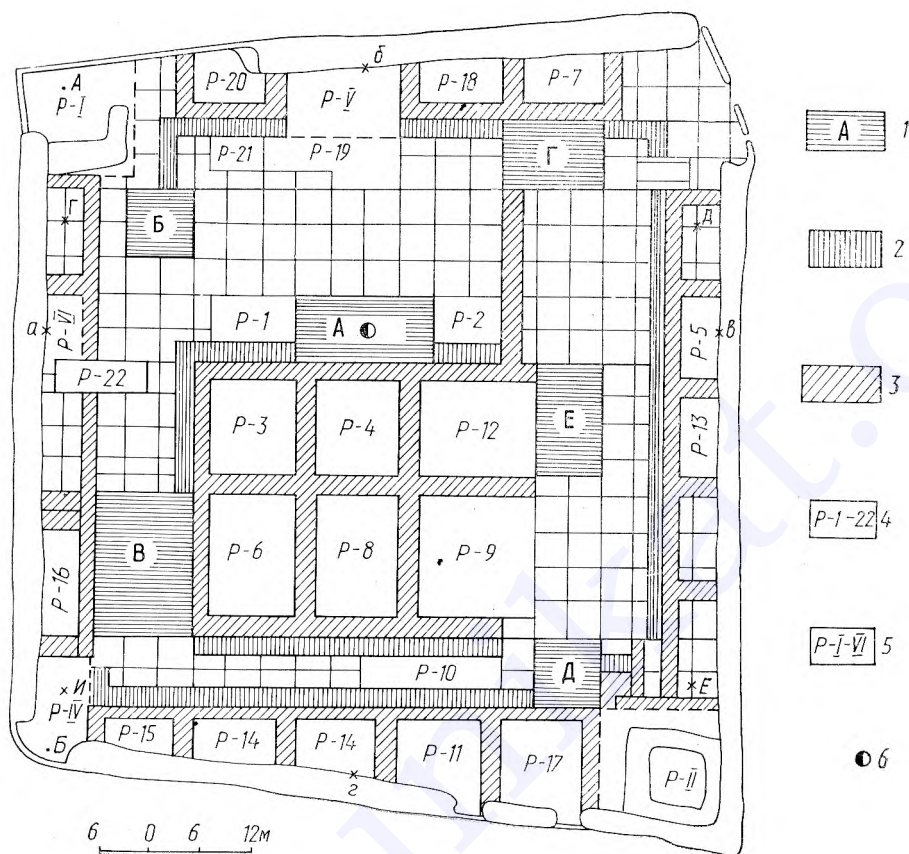 б
А
Р-I
Р-20
Р-V
Р-18
Р-7
А 1
Р-21
Р-19
Г
Г
Б
Д
2
а
Р-VI
Р-1
А
Р-2
Р-5
в
Р-22
3
Р-3
Р-4
Р-12
Е
Р-13
Р-1-22 4
В
Р-6
Р-8
Р-9
Р-16
Р-I-VI 5
И
Р-IV
Р-10
Д
Е
Б
Р-15
Р-14
Р-14
Р-11
Р-17
Р-II
6
г
6 0 6 12м